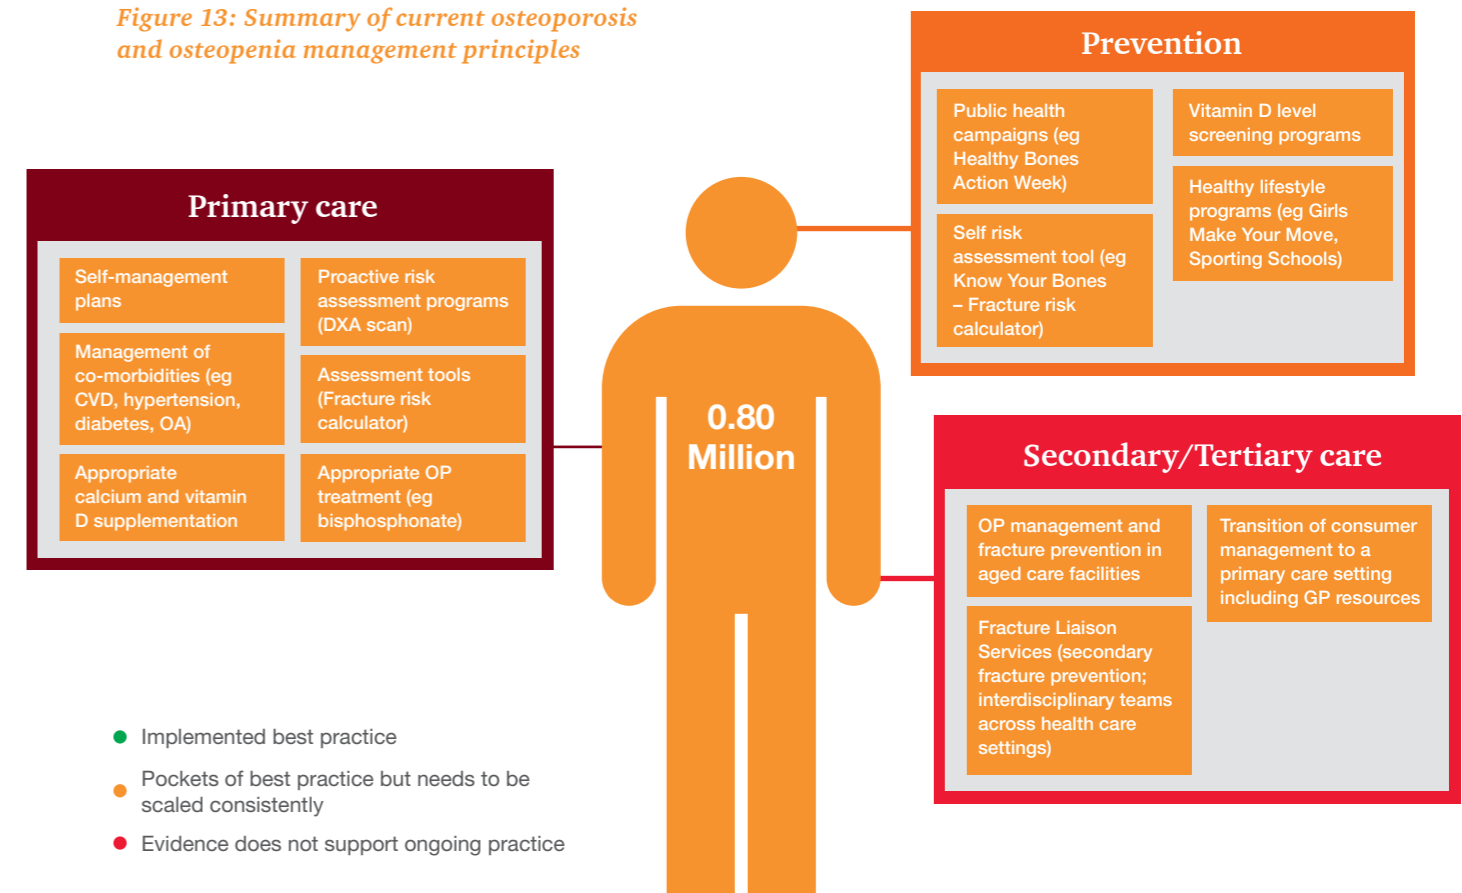 Figure 13: Summary of current osteoporosis
and osteopenia management principles
Primary care
Self-management
plans
Management of
co-morbidities (eg
CVD, hypertension,
diabetes, OA)
Appropriate
calcium and vitamin
D supplementation
Proactive risk
assessment programs
(DXA scan)
Assessment tools
(Fracture risk
calculator)
Appropriate OP
treatment (eg
bisphosphonate)
0.80
Million
Prevention
Public health
campaigns (eg
Healthy Bones
Action Week)
Self risk
assessment tool (eg
Know Your Bones
– Fracture risk
calculator)
Vitamin D level
screening programs
Healthy lifestyle
programs (eg Girls
Make Your Move,
Sporting Schools)
Secondary/Tertiary care
OP management and
fracture prevention in
aged care facilities
Fracture Liaison
Services (secondary
fracture prevention;
interdisciplinary teams
across health care
settings)
Transition of consumer
management to a
primary care setting
including GP resources
Implemented best practice
Pockets of best practice but needs to be
scaled consistently
Evidence does not support ongoing practice